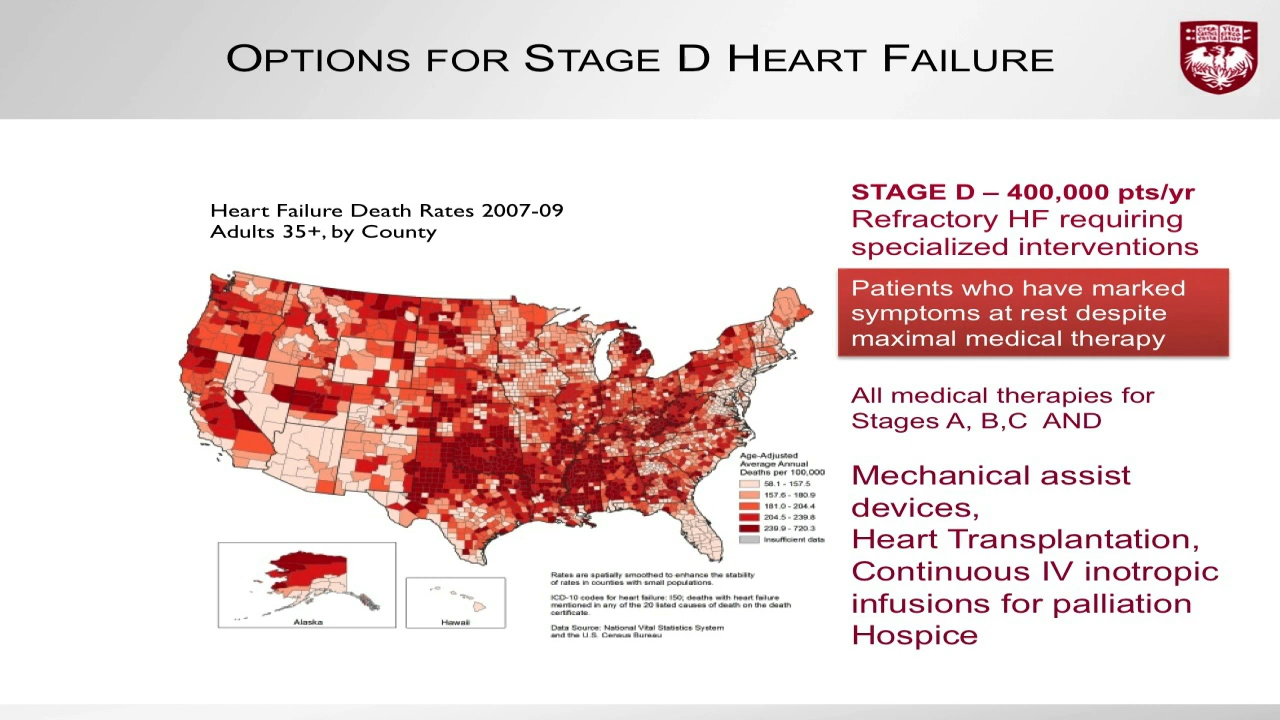 OPTIONS FOR STAGE D HEART FAILURE
Heart Failure Death Rates 2007-09
Adults 35+, by County
STAGE D – 400,000 pts/yr
Refractory HF requiring
specialized interventions
Patients who have marked
symptoms at rest despite
maximal medical therapy
All medical therapies for
Stages A, B,C AND
Mechanical assist
devices,
Heart Transplantation,
Continuous IV inotropic
infusions for palliation
Hospice
Age-Adjusted
Average Annual
Deaths per 100,000
58.1 - 157.5
157.6 - 180.9
181.0 - 204.4
204.5 - 239.8
239.9 - 720.3
Insufficient data
Alaska
Hawaii
Rates are spatially smoothed to enhance the stability
of rates in counties with small populations.
ICD-10 codes for heart failure: I50; deaths with heart failure
mentioned in any of the 20 listed causes of death on the death
certificate.
Data Source: National Vital Statistics System
and the U.S. Census Bureau